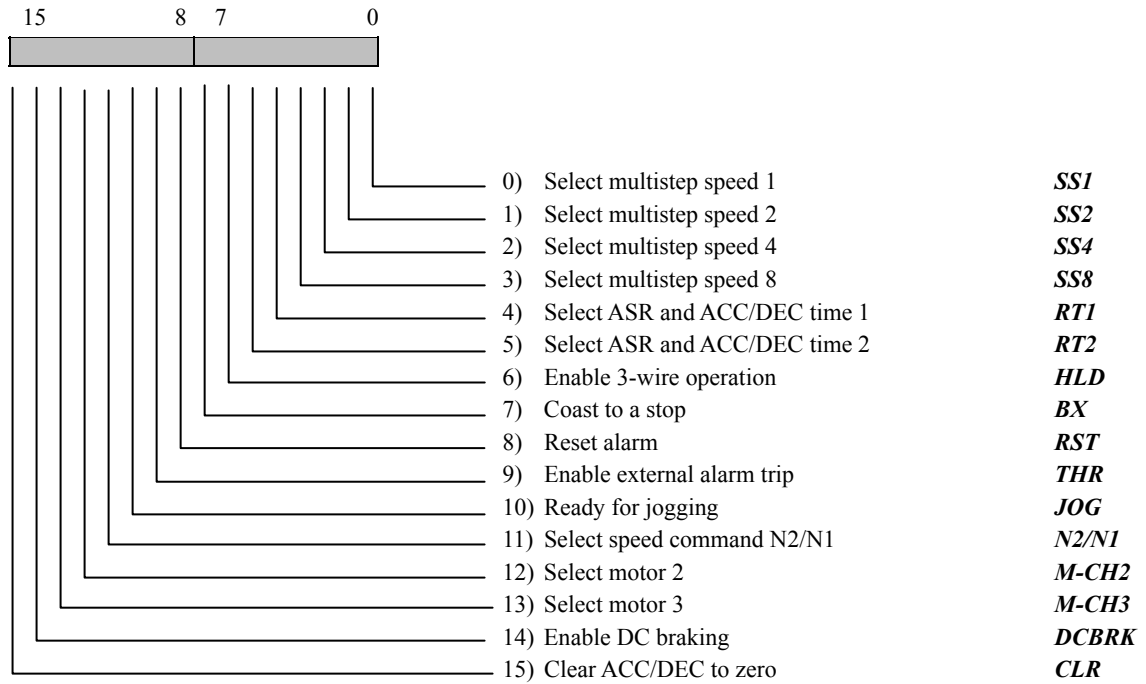 15 8 7 0
0) Select multistep speed 1 SS1
1) Select multistep speed 2 SS2
2) Select multistep speed 4 SS4
3) Select multistep speed 8 SS8
4) Select ASR and ACC/DEC time 1 RT1
5) Select ASR and ACC/DEC time 2 RT2
6) Enable 3-wire operation HLD
7) Coast to a stop BX
8) Reset alarm RST
9) Enable external alarm trip THR
10) Ready for jogging JOG
11) Select speed command N2/N1 N2/N1
12) Select motor 2 M-CH2
13) Select motor 3 M-CH3
14) Enable DC braking DCBRK
15) Clear ACC/DEC to zero CLR